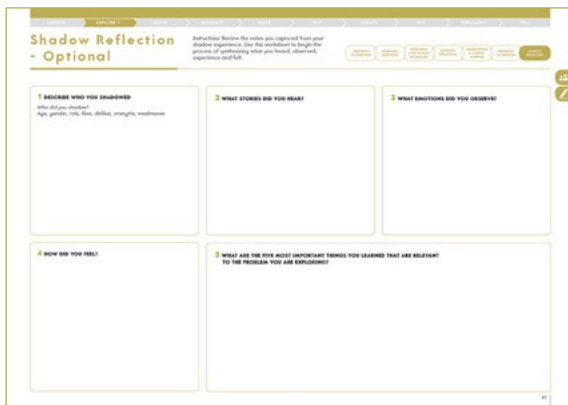 EXPLORE
Shadow Reflection
- Optional
Instructions: Review the notes you captured from your
shadow experience. Use this worksheet to begin the
process of synthesizing what you heard, observed,
experience and felt.
1 DESCRIBE WHO YOU SHADOWED
Who did you shadow?
Age, gender, role, likes, dislikes, strengths, weaknesses
2 WHAT STORIES DID YOU HEAR?
3 WHAT EMOTIONS DID YOU OBSERVE?
4 HOW DID YOU FEEL?
5 WHAT ARE THE FIVE MOST IMPORTANT THINGS YOU LEARNED THAT ARE RELEVANT
TO THE PROBLEM YOU ARE EXPLORING?